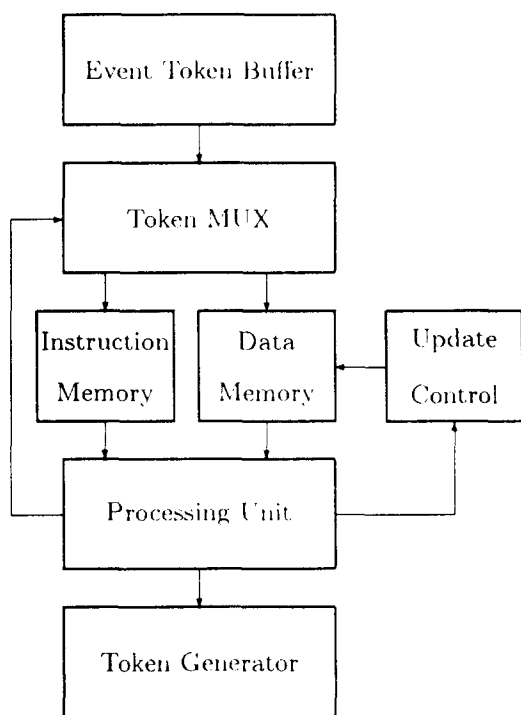 Event Token Buffer
Token MUX
Instruction
Memory
Data
Memory
Update
Control
Processing Unit
Token Generator